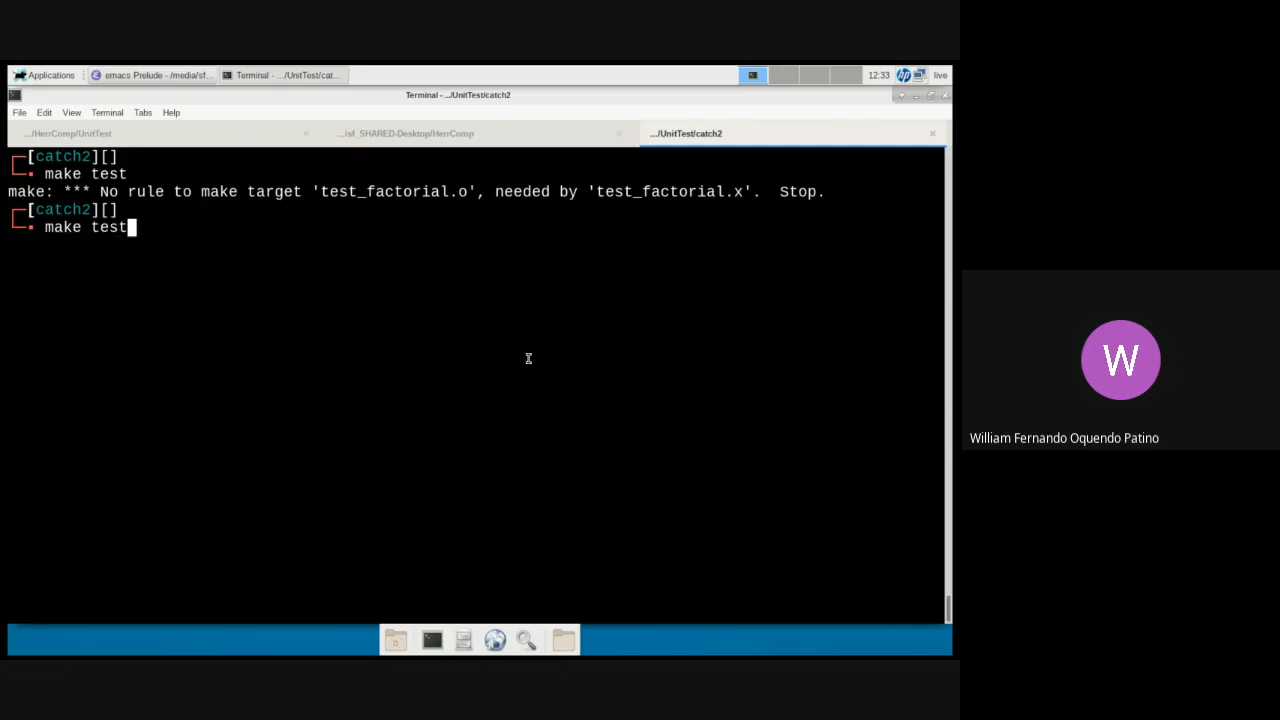 Applications
emacs Prelude - /media/sf...
Terminal - .../UnitTest/cat...
12:33
hp
live
Terminal - .../UnitTest/catch2
File Edit View Terminal Tabs Help
.../HerrComp/UnitTest
.../sf_SHARED-Desktop/HerrComp
.../UnitTest/catch2
[catch2][]
make test
make: *** No rule to make target 'test_factorial.o', needed by 'test_factorial.x'.  Stop.
[catch2][]
make test
W
William Fernando Oquendo Patino